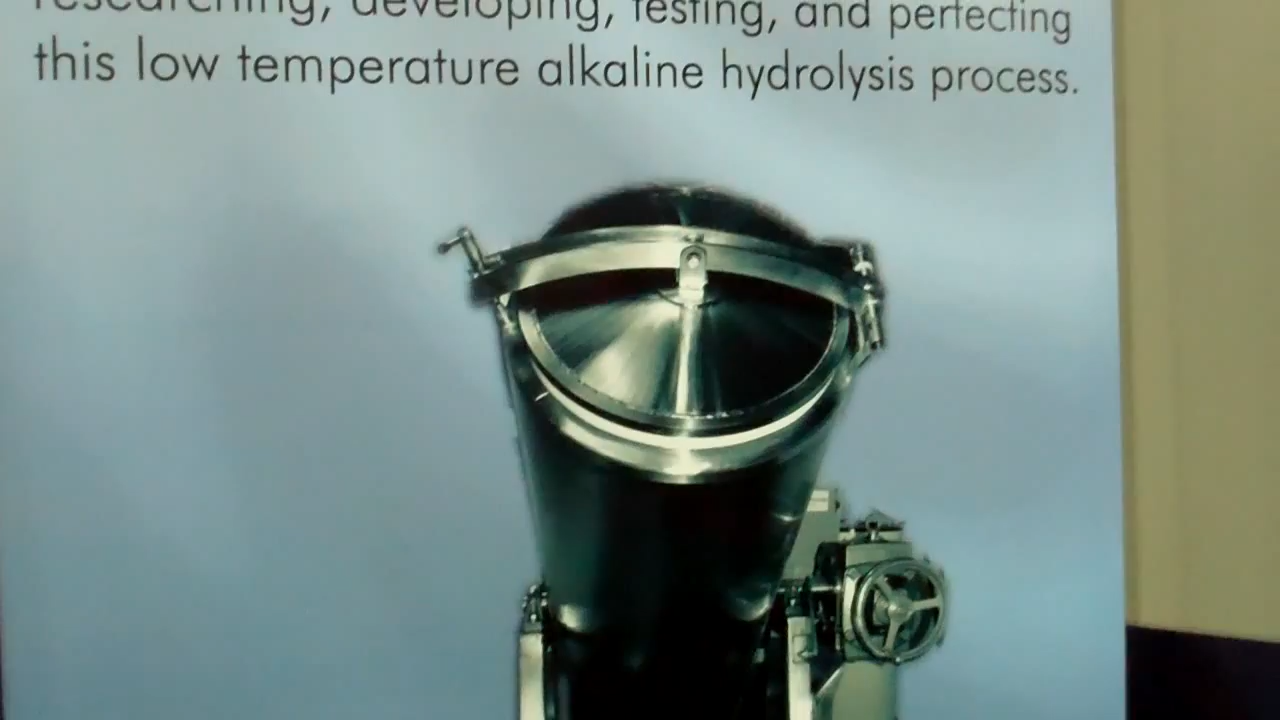 researching, developing, testing, and perfecting
this low temperature alkaline hydrolysis process.